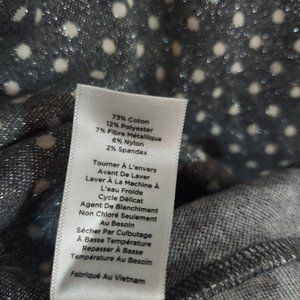 73% Coton
12% Polyester
7% Fibre Métallique
6% Nylon
2% Spandex
Tourner À L'envers
Avant De Laver
Laver À La Machine À
L'eau Froide
Cycle Délicat
Agent De Blanchiment
Non Chloré Seulement
Au Besoin
Sécher Par Culbutage
À Basse Température
Repasser À Basse
Température Au Besoin
Fabriqué Au Vietnam